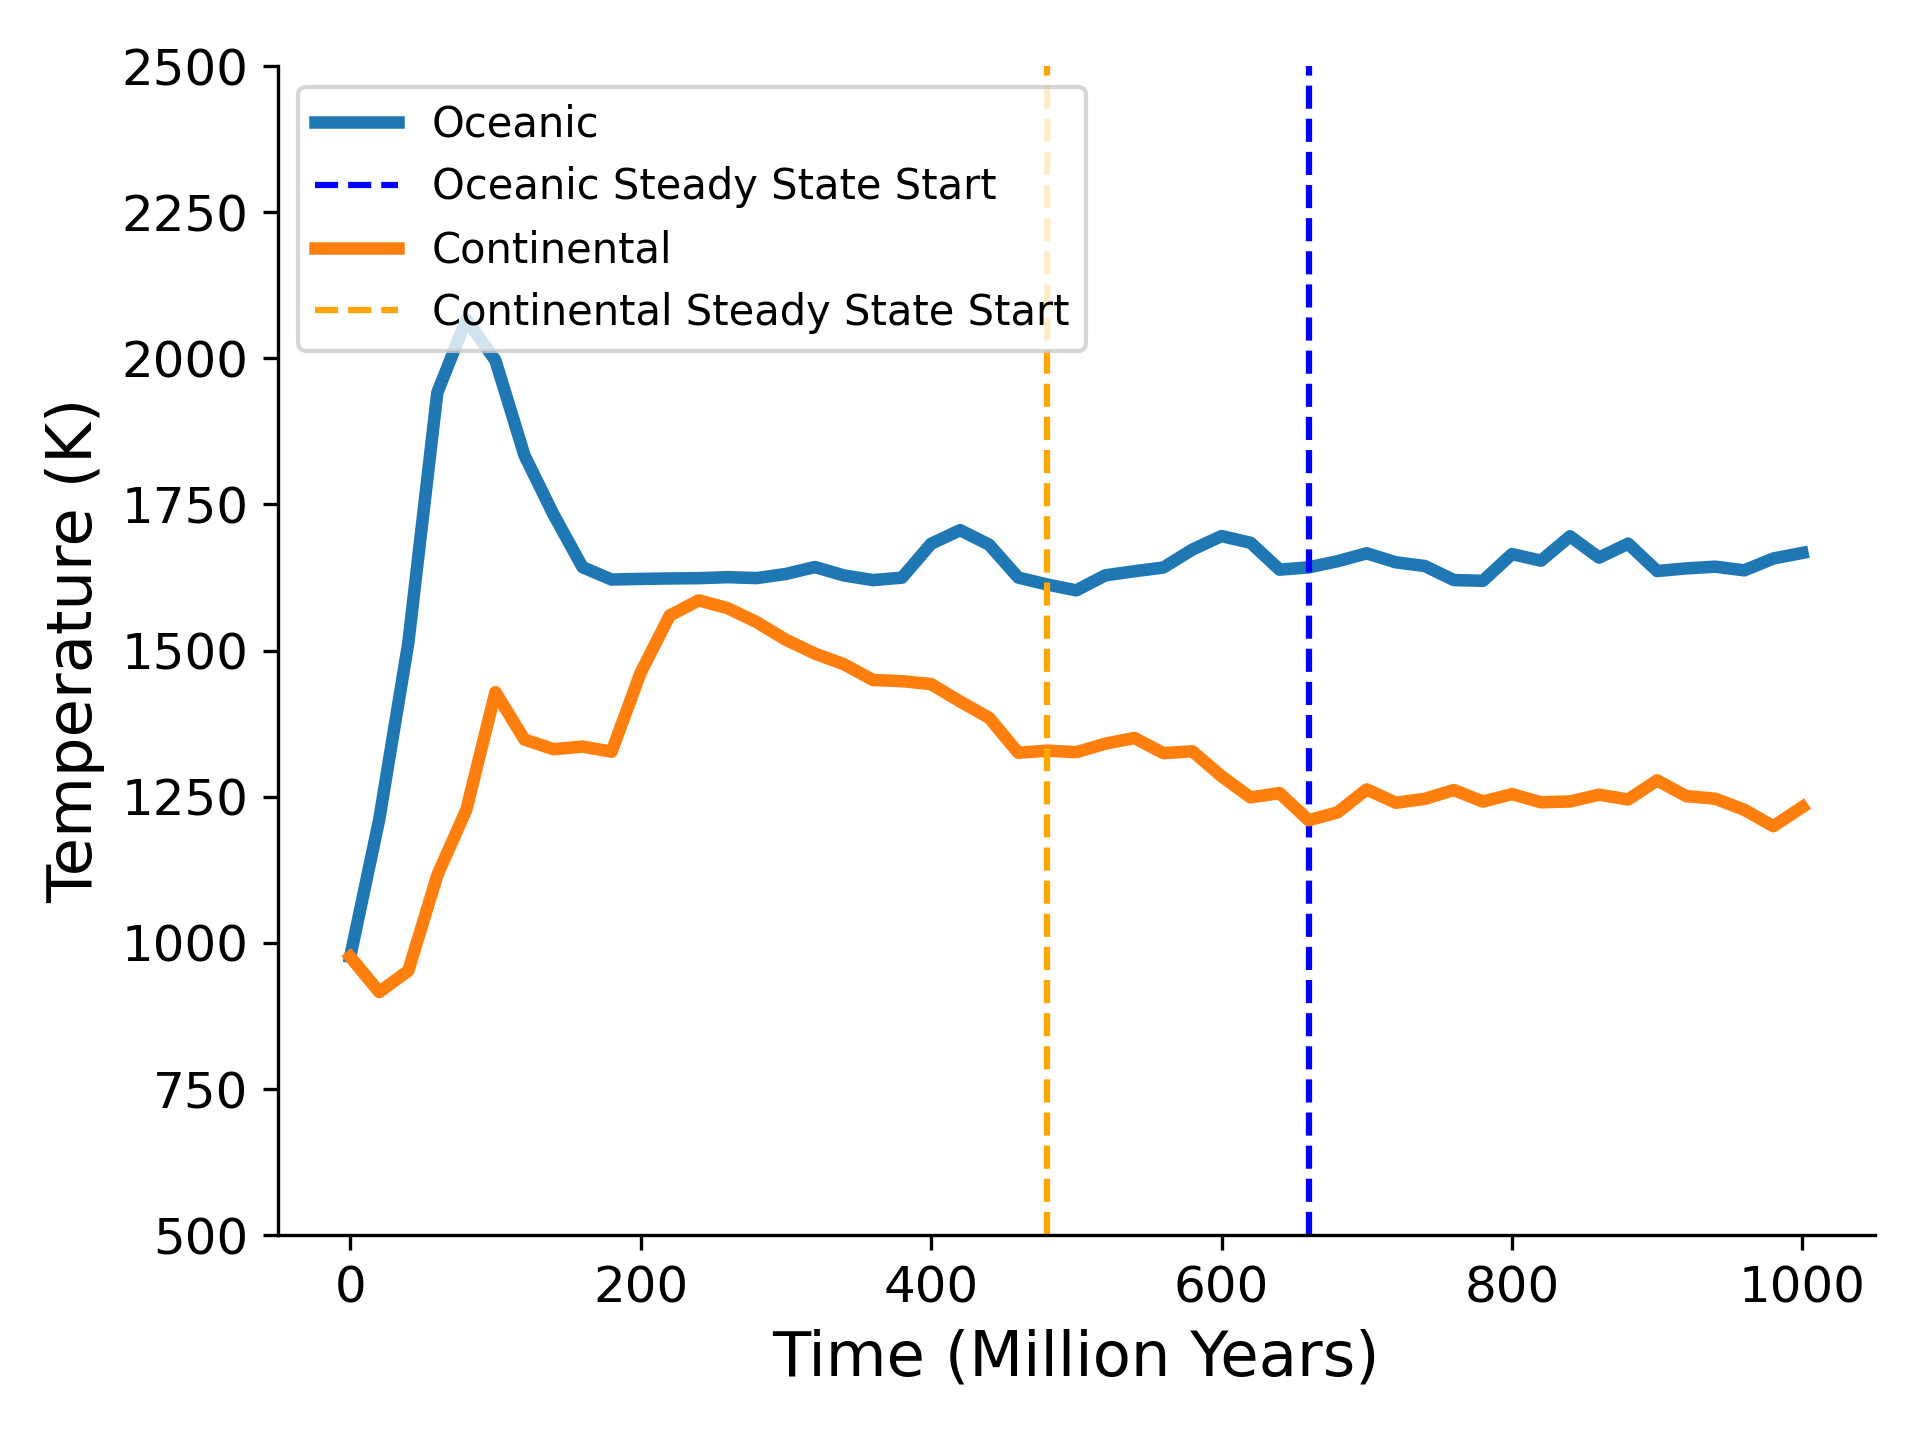 2500
2250
2000
1750
1500
1250
1000
750
500
Temperature (K)
Oceanic
Oceanic Steady State Start
Continental
Continental Steady State Start
0 200 400 600 800 1000
Time (Million Years)